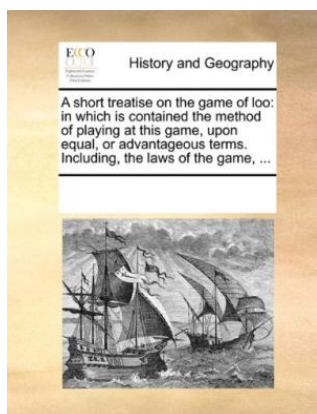 ECCO
History and Geography
A short treatise on the game of loo:
in which is contained the method
of playing at this game, upon
equal, or advantageous terms.
Including, the laws of the game, ...